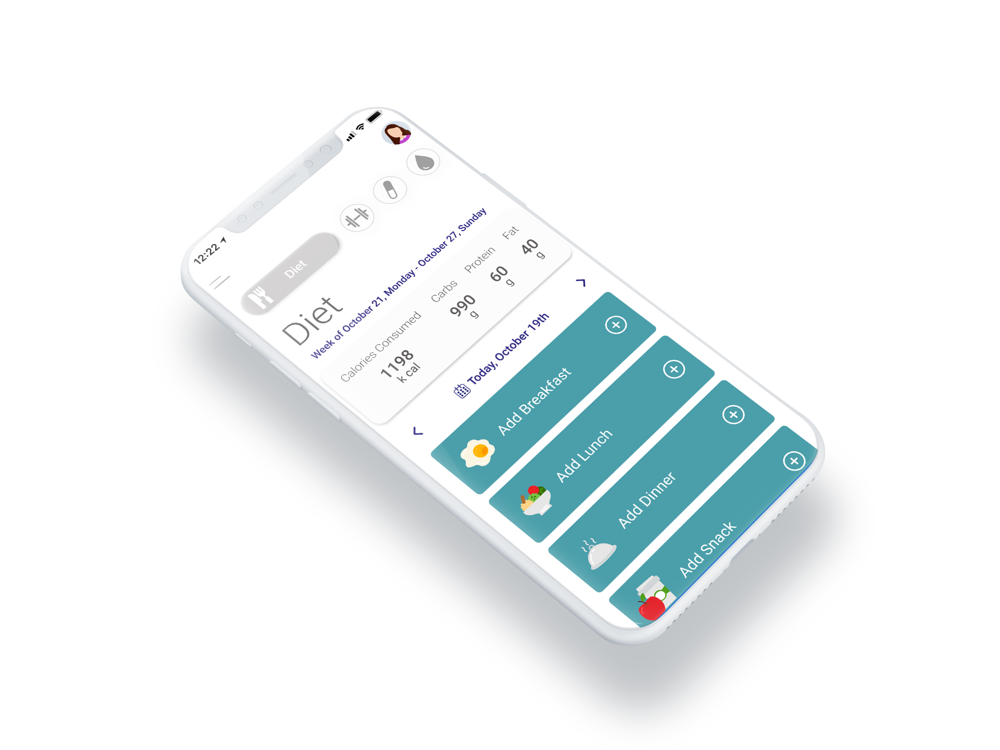 12:22
Diet
Diet
Week of October 21, Monday - October 27, Sunday
Calories Consumed Carbs Protein Fat
1198 990 60 40
k cal g g g
Today, October 19th
Add Breakfast
Add Lunch
Add Dinner
Add Snack